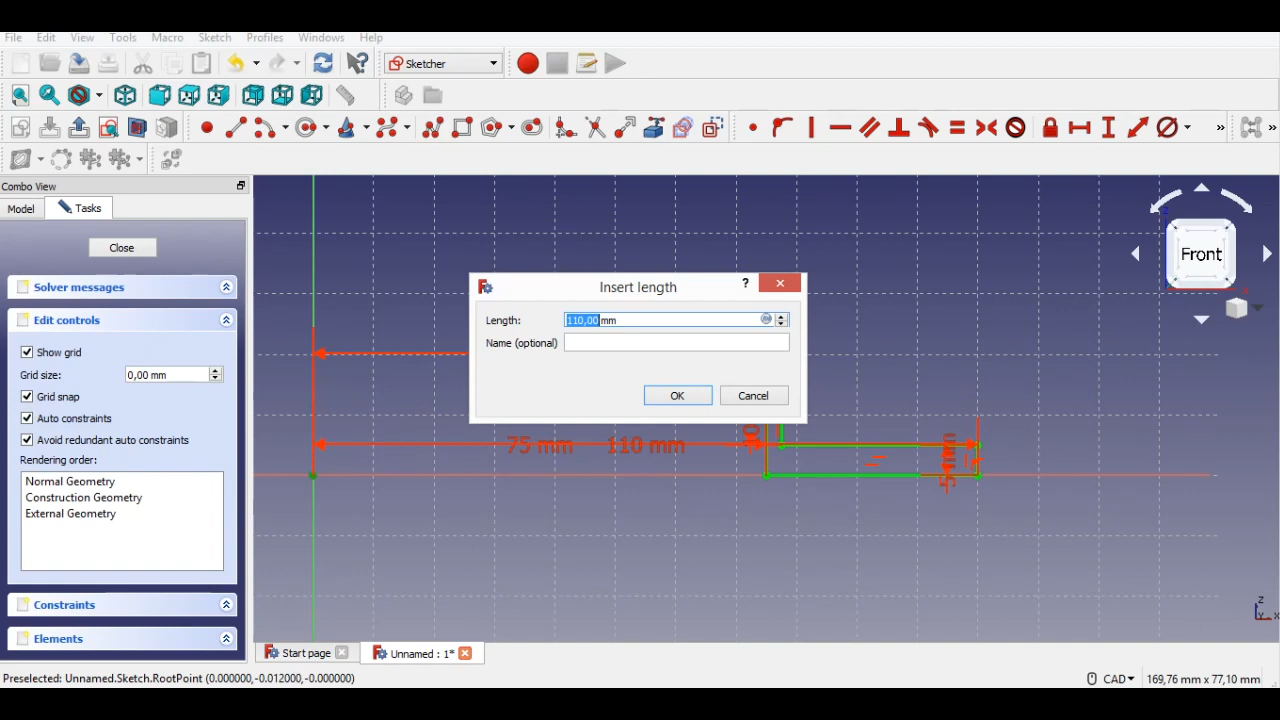 File Edit View Tools Macro Sketch Profiles Windows Help
Sketcher
Combo View
Model Tasks
Close
Solver messages
Edit controls
Show grid
Grid size: 0,00 mm
Grid snap
Auto constraints
Avoid redundant auto constraints
Rendering order:
Normal Geometry
Construction Geometry
External Geometry
Constraints
Elements
Insert length
Length: 110,00 mm
Name (optional)
OK Cancel
75 mm 110 mm
5 mm
Front
Z
Y X
Start page Unnamed : 1*
Preselected: Unnamed.Sketch.RootPoint (0.000000,-0.012000,-0.000000)
CAD 169,76 mm x 77,10 mm